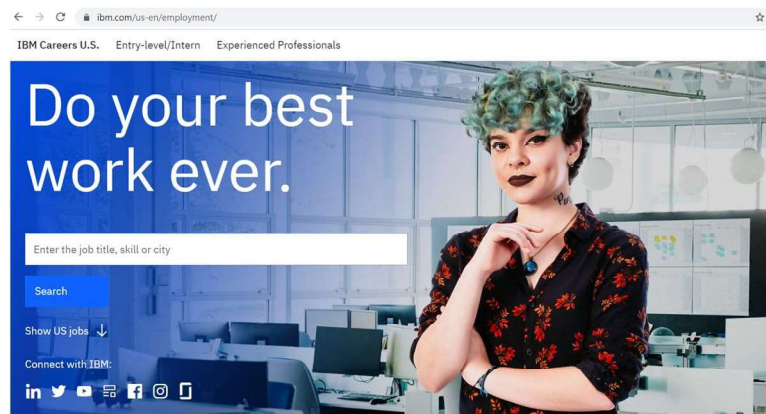 ibm.com/us-en/employment/
IBM Careers U.S. Entry-level/Intern Experienced Professionals
Do your best
work ever.
Enter the job title, skill or city
Search
Show US jobs
Connect with IBM:
in